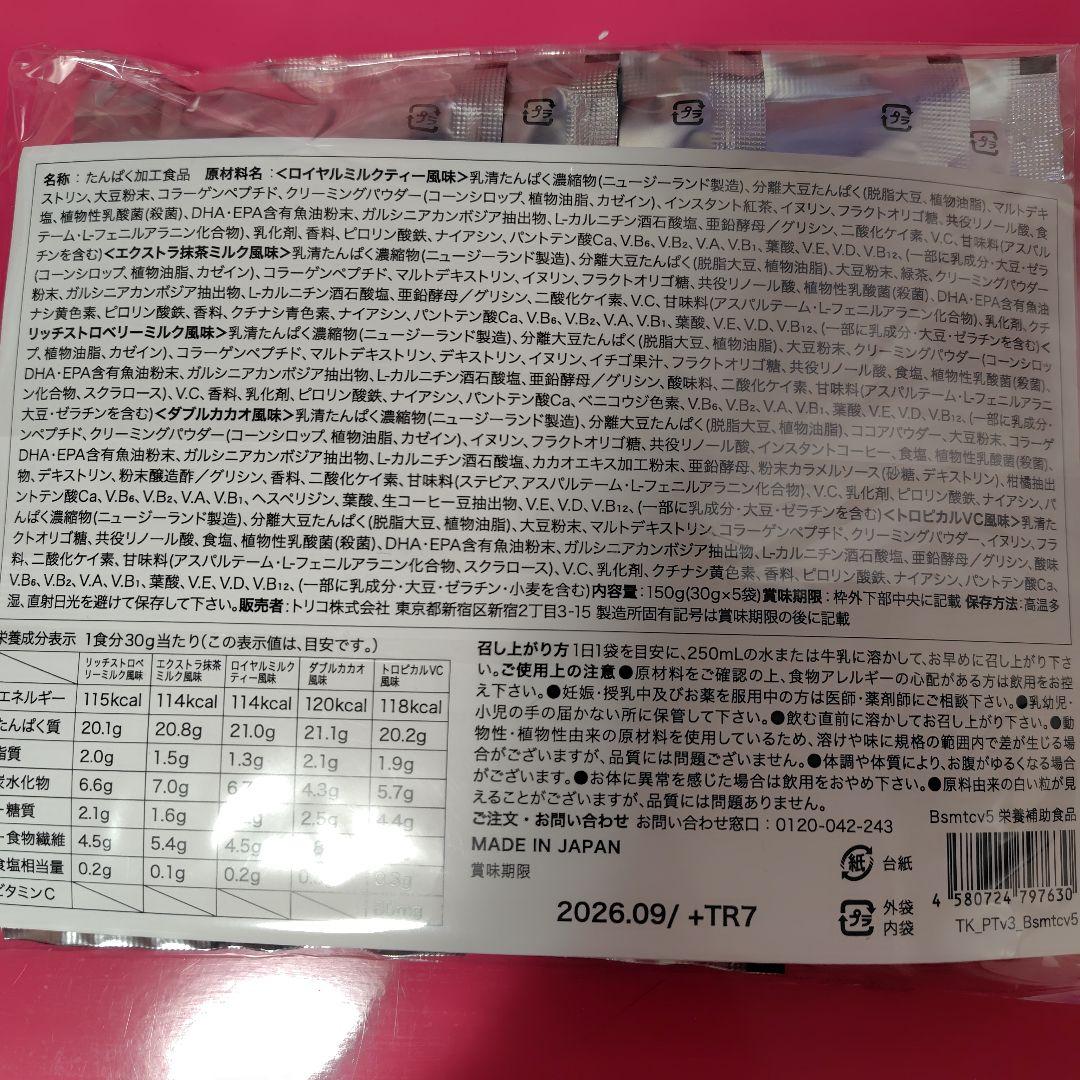 プラ
プラ
プラ
プラ
プラ
名称：たんぱく加工食品　原材料名：<ロイヤルミルクティー風味>乳清たんぱく濃縮物(ニュージーランド製造)、分離大豆たんぱく(脱脂大豆、植物油脂)、マルトデキ
ストリン、大豆粉末、コラーゲンペプチド、クリーミングパウダー(コーンシロップ、植物油脂、カゼイン)、インスタント紅茶、イヌリン、フラクトオリゴ糖、共役リノール酸、食
塩、植物性乳酸菌(殺菌)、DHA・EPA含有魚油粉末、ガルシニアカンボジア抽出物、L-カルニチン酒石酸塩、亜鉛酵母／グリシン、二酸化ケイ素、V.C、甘味料(アスパル
テーム・L-フェニルアラニン化合物)、乳化剤、香料、ピロリン酸鉄、ナイアシン、パントテン酸Ca、V.B₆、V.B₂、V.A、V.B₁、葉酸、V.E、V.D、V.B₁₂、(一部に乳成分・大豆・ゼラ
チンを含む)<エクストラ抹茶ミルク風味>乳清たんぱく濃縮物(ニュージーランド製造)、分離大豆たんぱく(脱脂大豆、植物油脂)、大豆粉末、緑茶、クリーミングパウダー
(コーンシロップ、植物油脂、カゼイン)、コラーゲンペプチド、マルトデキストリン、イヌリン、フラクトオリゴ糖、共役リノール酸、植物性乳酸菌(殺菌)、DHA・EPA含有魚油
粉末、ガルシニアカンボジア抽出物、L-カルニチン酒石酸塩、亜鉛酵母／グリシン、二酸化ケイ素、V.C、甘味料(アスパルテーム・L-フェニルアラニン化合物)、乳化剤、クチ
ナシ黄色素、ピロリン酸鉄、香料、クチナシ青色素、ナイアシン、パントテン酸Ca、V.B₆、V.B₂、V.A、V.B₁、葉酸、V.E、V.D、V.B₁₂、(一部に乳成分・大豆・ゼラチンを含む)<
リッチストロベリーミルク風味>乳清たんぱく濃縮物(ニュージーランド製造)、分離大豆たんぱく(脱脂大豆、植物油脂)、大豆粉末、クリーミングパウダー(コーンシロッ
プ、植物油脂、カゼイン)、コラーゲンペプチド、マルトデキストリン、デキストリン、イヌリン、イチゴ果汁、フラクトオリゴ糖、共役リノール酸、食塩、植物性乳酸菌(殺菌)、
DHA・EPA含有魚油粉末、ガルシニアカンボジア抽出物、L-カルニチン酒石酸塩、亜鉛酵母／グリシン、酸味料、二酸化ケイ素、甘味料(アスパルテーム・L-フェニルアラニ
ン化合物、スクラロース)、V.C、香料、乳化剤、ピロリン酸鉄、ナイアシン、パントテン酸Ca、ベニコウジ色素、V.B₆、V.B₂、V.A、V.B₁、葉酸、V.E、V.D、V.B₁₂、(一部に乳成分・
大豆・ゼラチンを含む)<ダブルカカオ風味>乳清たんぱく濃縮物(ニュージーランド製造)、分離大豆たんぱく(脱脂大豆、植物油脂)、ココアパウダー、大豆粉末、コラーゲ
ンペプチド、クリーミングパウダー(コーンシロップ、植物油脂、カゼイン)、イヌリン、フラクトオリゴ糖、共役リノール酸、インスタントコーヒー、食塩、植物性乳酸菌(殺菌)、
DHA・EPA含有魚油粉末、ガルシニアカンボジア抽出物、L-カルニチン酒石酸塩、カカオエキス加工粉末、亜鉛酵母、粉末カラメルソース(砂糖、デキストリン)、柑橘抽出
物、デキストリン、粉末醸造酢／グリシン、香料、二酸化ケイ素、甘味料(ステビア、アスパルテーム・L-フェニルアラニン化合物)、V.C、乳化剤、ピロリン酸鉄、ナイアシン、パ
ントテン酸Ca、V.B₆、V.B₂、V.A、V.B₁、ヘスペリジン、葉酸、生コーヒー豆抽出物、V.E、V.D、V.B₁₂、(一部に乳成分・大豆・ゼラチンを含む)<トロピカルVC風味>乳清た
んぱく濃縮物(ニュージーランド製造)、分離大豆たんぱく(脱脂大豆、植物油脂)、大豆粉末、マルトデキストリン、コラーゲンペプチド、クリーミングパウダー、イヌリン、フラ
クトオリゴ糖、共役リノール酸、食塩、植物性乳酸菌(殺菌)、DHA・EPA含有魚油粉末、ガルシニアカンボジア抽出物、L-カルニチン酒石酸塩、亜鉛酵母／グリシン、酸味
料、二酸化ケイ素、甘味料(アスパルテーム・L-フェニルアラニン化合物、スクラロース)、V.C、乳化剤、クチナシ黄色素、香料、ピロリン酸鉄、ナイアシン、パントテン酸Ca、
V.B₆、V.B₂、V.A、V.B₁、葉酸、V.E、V.D、V.B₁₂、(一部に乳成分・大豆・ゼラチン・小麦を含む)内容量：150g(30g×5袋)賞味期限：枠外下部中央に記載 保存方法：高温多
湿、直射日光を避けて保存して下さい。販売者：トリコ株式会社 東京都新宿区新宿2丁目3-15 製造所固有記号は賞味期限の後に記載
栄養成分表示 1食分30g当たり(この表示値は、目安です。)
リッチストロベリーミルク風味 エクストラ抹茶ミルク風味 ロイヤルミルクティー風味 ダブルカカオ風味 トロピカルVC風味
エネルギー 115kcal 114kcal 114kcal 120kcal 118kcal
たんぱく質 20.1g 20.8g 21.0g 21.1g 20.2g
脂質 2.0g 1.5g 1.3g 2.1g 1.9g
炭水化物 6.6g 7.0g 4.3g 5.7g
-糖質 2.1g 1.6g 2.5g 4.4g
-食物繊維 4.5g 5.4g 4.5g
食塩相当量 0.2g 0.1g 0.2g
ビタミンC
召し上がり方 1日1袋を目安に、250mLの水または牛乳に溶かして、お早めに召し上がり下さ
い。ご使用上の注意●原材料をご確認の上、食物アレルギーの心配がある方は飲用をお控
え下さい。●妊娠・授乳中及びお薬を服用中の方は医師・薬剤師にご相談下さい。●乳幼児・
小児の手の届かない所に保管して下さい。●飲む直前に溶かしてお召し上がり下さい。●動
物性・植物性由来の原材料を使用しているため、溶けや味に規格の範囲内で差が生じる場
合がございますが、品質には問題ございません。●体調や体質により、お腹がゆるくなる場合
がございます。●お体に異常を感じた場合は飲用をおやめ下さい。●原料由来の白い粒が見
えることがございますが、品質には問題ありません。
ご注文・お問い合わせ お問い合わせ窓口：0120-042-243
MADE IN JAPAN
賞味期限
2026.09/ +TR7
Bsmtcv5 栄養補助食品
紙 台紙
プラ 外袋
内袋
4 580724 797630
TK_PTv3_Bsmtcv5